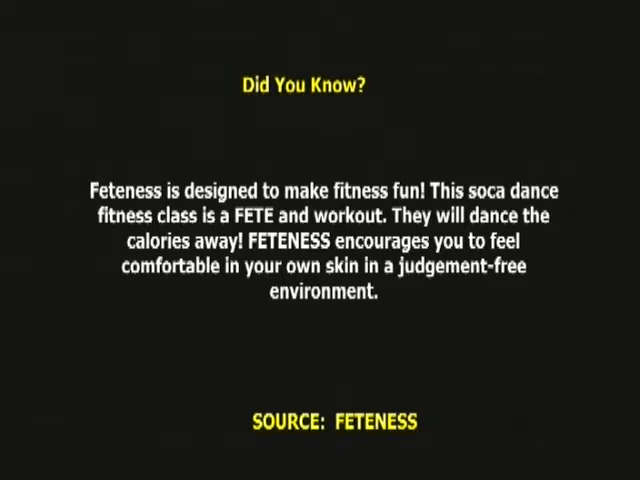 Did You Know?
Feteness is designed to make fitness fun! This soca dance
fitness class is a FETE and workout. They will dance the
calories away! FETENESS encourages you to feel
comfortable in your own skin in a judgement-free
environment.
SOURCE: FETENESS